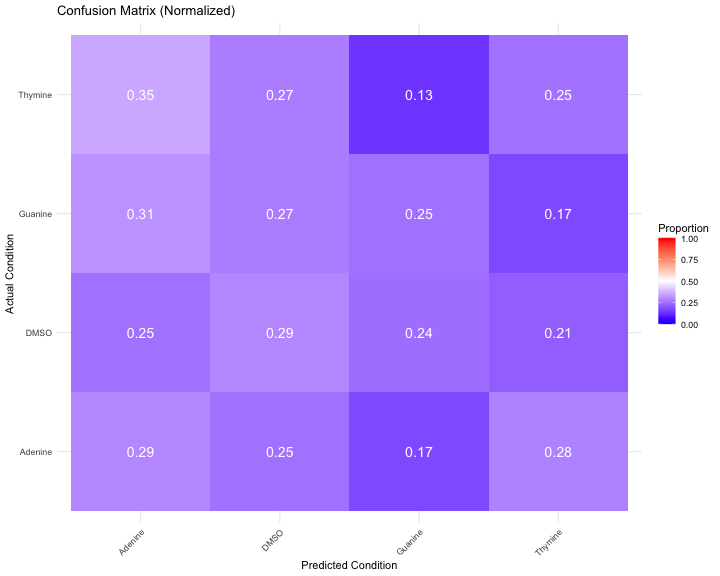 Confusion Matrix (Normalized)
Thymine
0.35 0.27 0.13 0.25
Guanine
0.31 0.27 0.25 0.17
DMSO
0.25 0.29 0.24 0.21
Adenine
0.29 0.25 0.17 0.28
Actual Condition
Adenine DMSO Guanine Thymine
Predicted Condition
Proportion
1.00
0.75
0.50
0.25
0.00